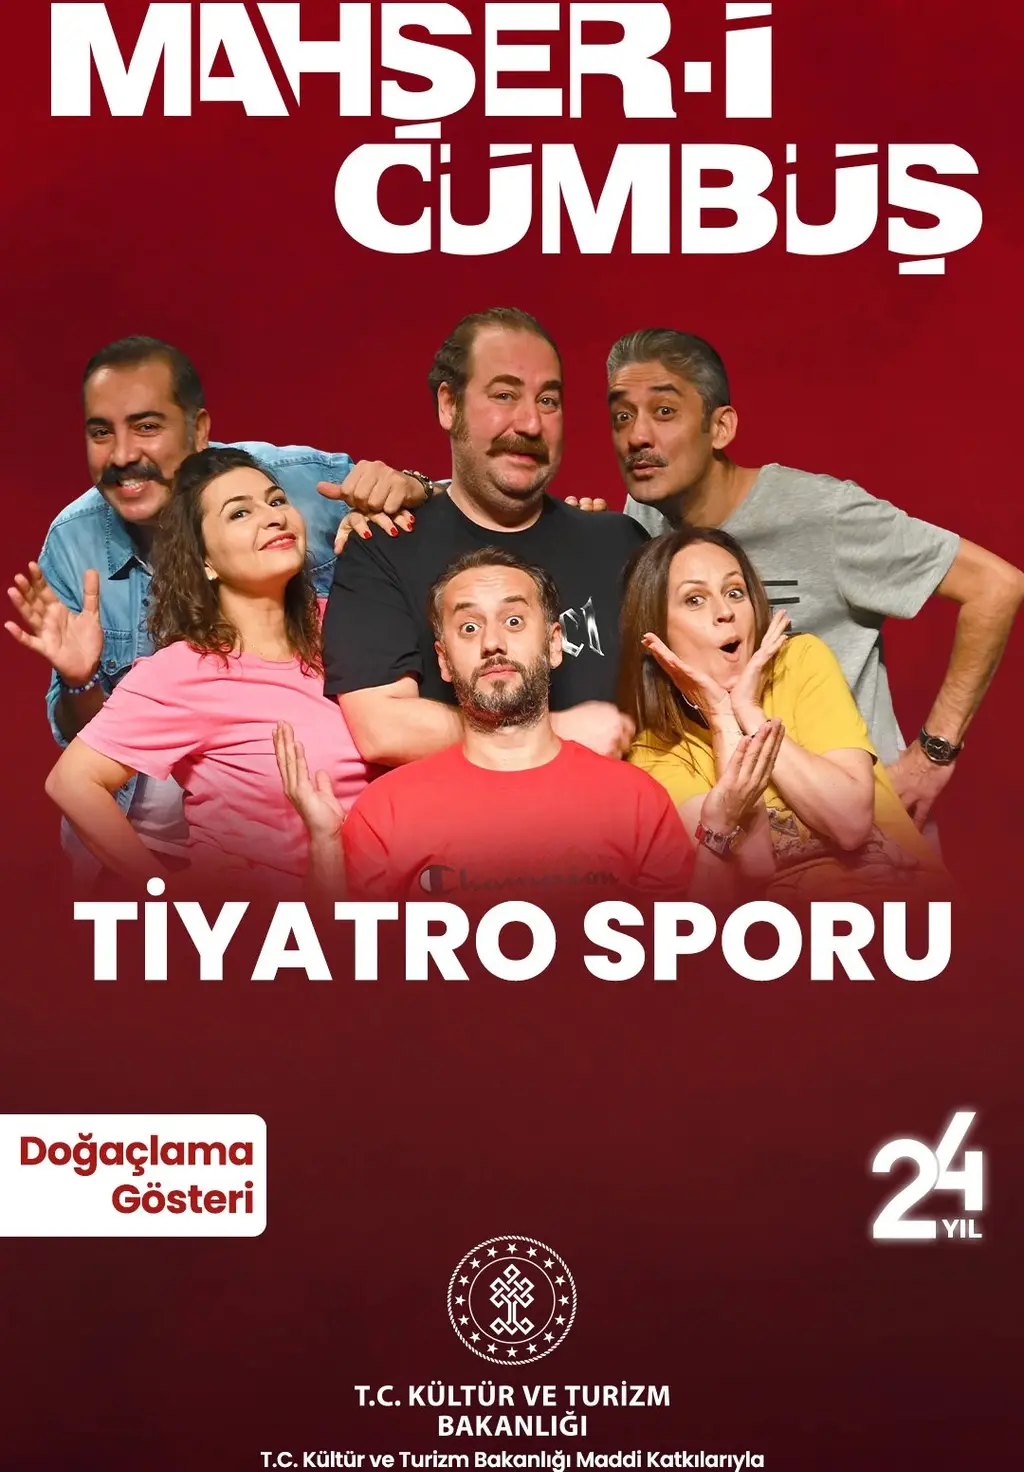 MAHŞER-İ
CÜMBÜŞ
Champion
TİYATRO SPORU
Doğaçlama
Gösteri
24
YIL
T.C. KÜLTÜR VE TURİZM
BAKANLIĞI
T.C. Kültür ve Turizm Bakanlığı Maddi Katkılarıyla